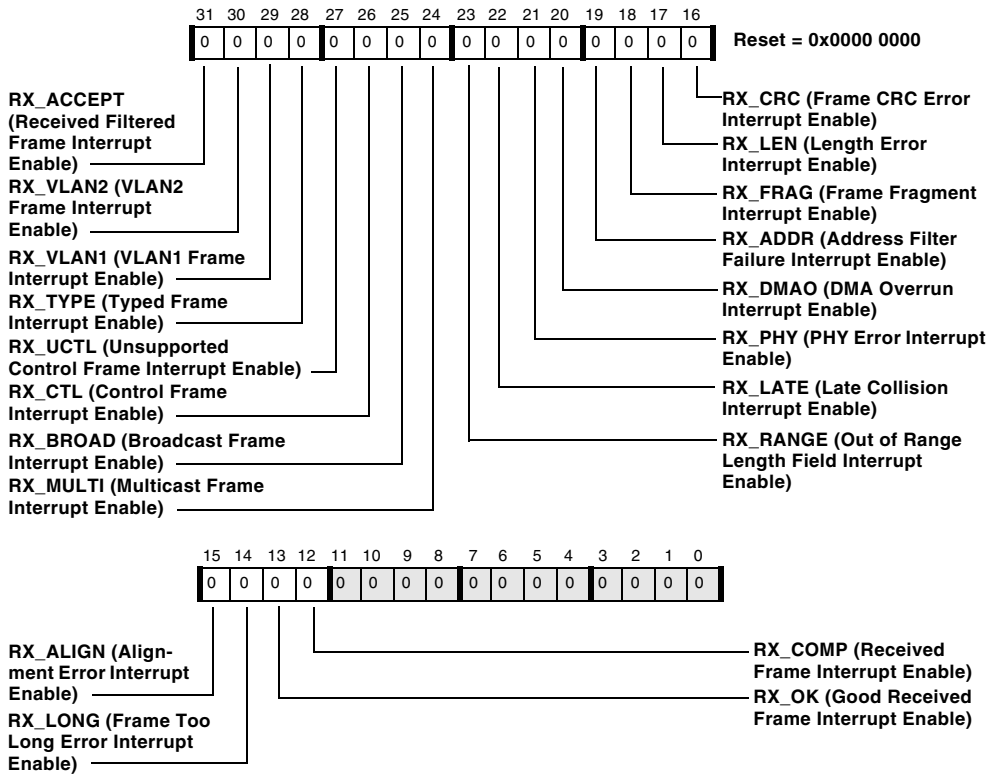 31 30 29 28 27 26 25 24 23 22 21 20 19 18 17 16
0 0 0 0 0 0 0 0 0 0 0 0 0 0 0 0
Reset = 0x0000 0000
RX_ACCEPT
(Received Filtered
Frame Interrupt
Enable)
RX_VLAN2 (VLAN2
Frame Interrupt
Enable)
RX_VLAN1 (VLAN1 Frame
Interrupt Enable)
RX_TYPE (Typed Frame
Interrupt Enable)
RX_UCTL (Unsupported
Control Frame Interrupt Enable)
RX_CTL (Control Frame
Interrupt Enable)
RX_BROAD (Broadcast Frame
Interrupt Enable)
RX_MULTI (Multicast Frame
Interrupt Enable)
RX_CRC (Frame CRC Error
Interrupt Enable)
RX_LEN (Length Error
Interrupt Enable)
RX_FRAG (Frame Fragment
Interrupt Enable)
RX_ADDR (Address Filter
Failure Interrupt Enable)
RX_DMAO (DMA Overrun
Interrupt Enable)
RX_PHY (PHY Error Interrupt
Enable)
RX_LATE (Late Collision
Interrupt Enable)
RX_RANGE (Out of Range
Length Field Interrupt
Enable)
15 14 13 12 11 10 9 8 7 6 5 4 3 2 1 0
0 0 0 0 0 0 0 0 0 0 0 0 0 0 0 0
RX_ALIGN (Align-
ment Error Interrupt
Enable)
RX_LONG (Frame Too
Long Error Interrupt
Enable)
RX_COMP (Received
Frame Interrupt Enable)
RX_OK (Good Received
Frame Interrupt Enable)